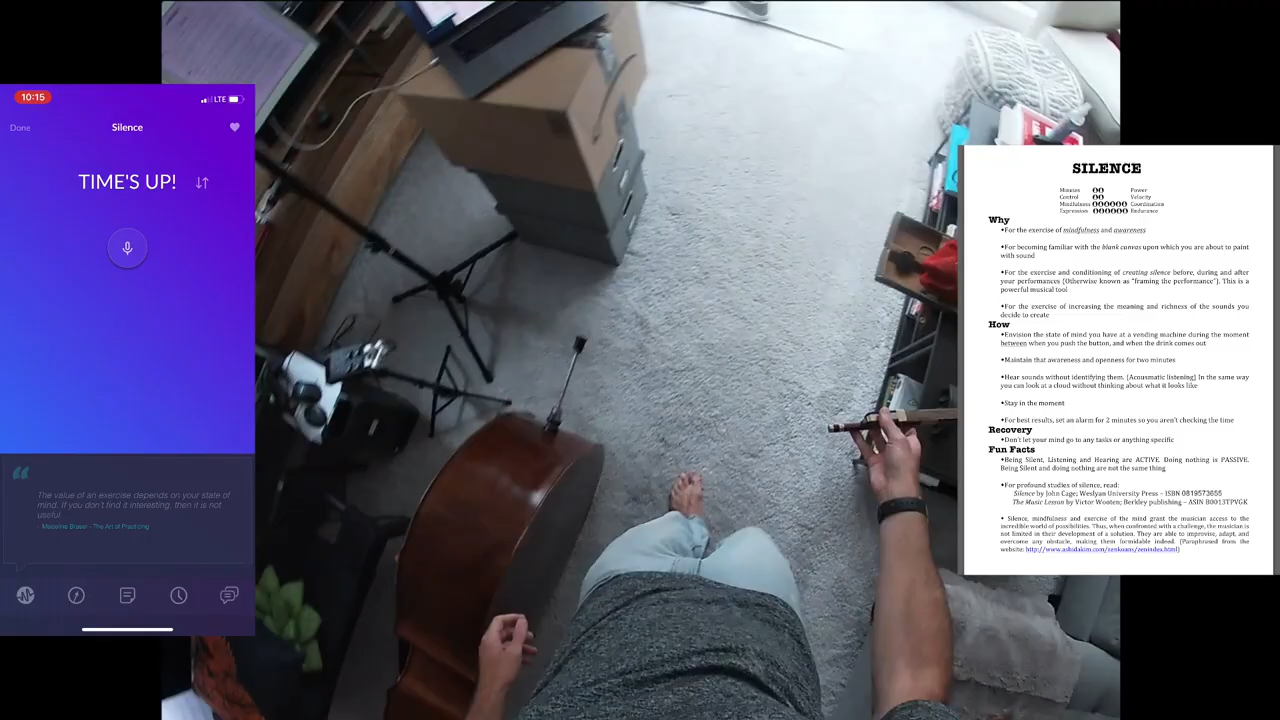 10:15
LTE
Done
Silence
TIME'S UP!
The value of an exercise depends on your state of
mind. If you don't find it interesting, then it is not
useful.
- Madeline Bruser - The Art of Practicing
SILENCE
Minutes Power
Control Velocity
Mindfulness Coordination
Expression Endurance
Why
•For the exercise of mindfulness and awareness
•For becoming familiar with the blank canvas upon which you are about to paint
with sound
•For the exercise and conditioning of creating silence before, during and after
your performances (Otherwise known as "framing the performance"). This is a
powerful musical tool
•For the exercise of increasing the meaning and richness of the sounds you
decide to create
How
•Envision the state of mind you have at a vending machine during the moment
between when you push the button, and when the drink comes out
•Maintain that awareness and openness for two minutes
•Hear sounds without identifying them. [Acousmatic listening] In the same way
you can look at a cloud without thinking about what it looks like
•Stay in the moment
•For best results, set an alarm for 2 minutes so you aren't checking the time
Recovery
•Don't let your mind go to any tasks or anything specific
Fun Facts
•Being Silent, Listening and Hearing are ACTIVE. Doing nothing is PASSIVE.
Being Silent and doing nothing are not the same thing
•For profound studies of silence, read:
Silence by John Cage; Weslyan University Press – ISBN 0819573655
The Music Lesson by Victor Wooten; Berkley publishing – ASIN B0013TPVGK
• Silence, mindfulness and exercise of the mind grant the musician access to the
incredible world of possibilities. Thus, when confronted with a challenge, the musician is
not limited in their development of a solution. They are able to improvise, adapt, and
overcome any obstacle, making them formidable indeed. [Paraphrased from the
website: http://www.ashidakim.com/zenkoans/zenindex.html]